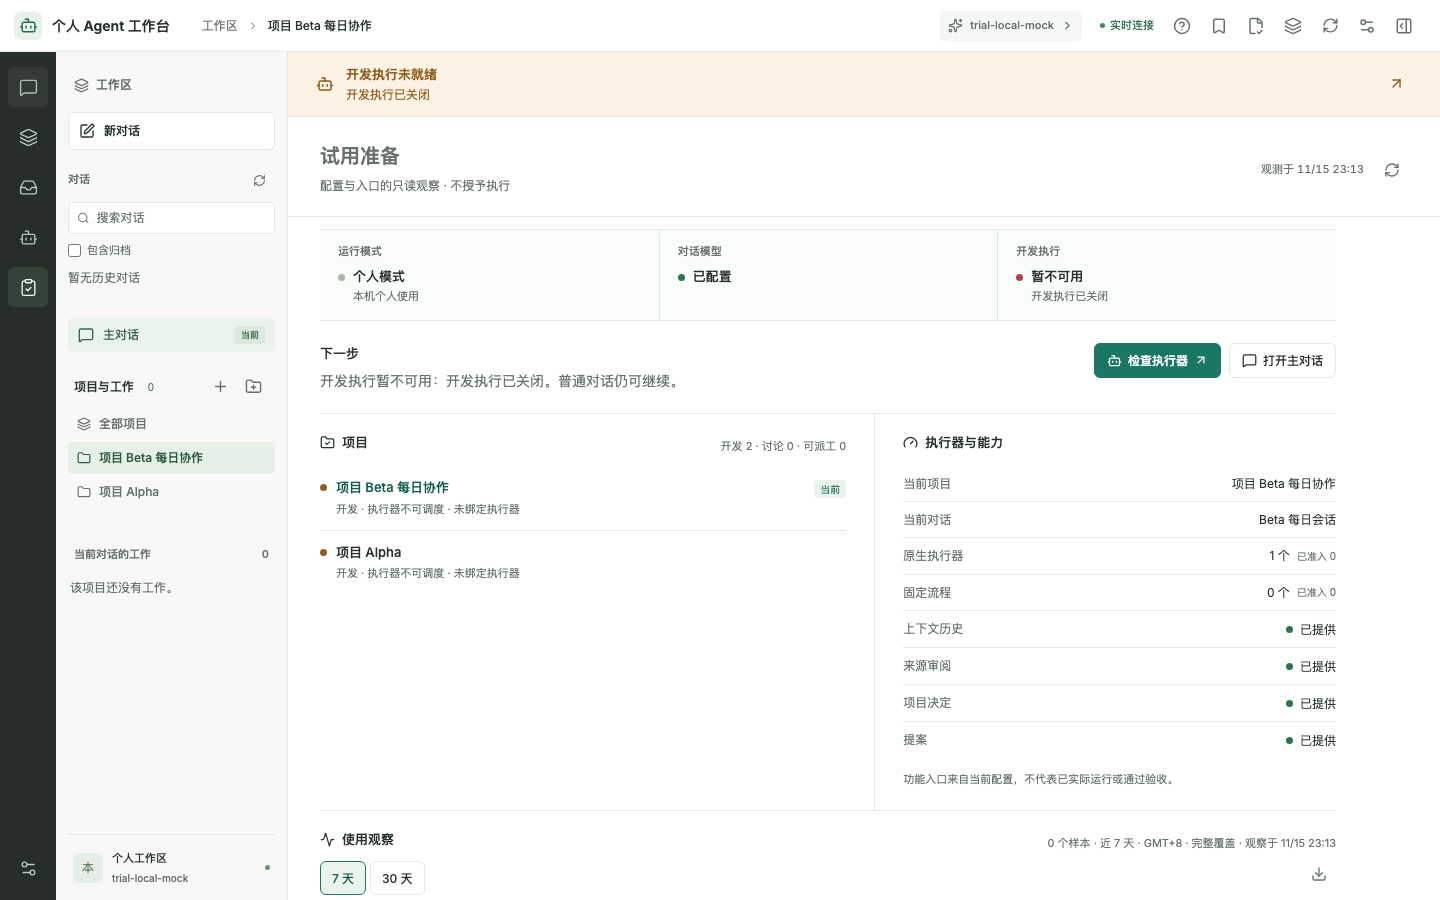 个人 Agent 工作台
工作区
项目 Beta 每日协作
trial-local-mock
实时连接
工作区
新对话
对话
搜索对话
包含归档
暂无历史对话
主对话
当前
项目与工作
0
全部项目
项目 Beta 每日协作
项目 Alpha
当前对话的工作
0
该项目还没有工作。
本
个人工作区
trial-local-mock
开发执行未就绪
开发执行已关闭
试用准备
配置与入口的只读观察 · 不授予执行
观测于 11/15 23:13
运行模式
个人模式
本机个人使用
对话模型
已配置
开发执行
暂不可用
开发执行已关闭
下一步
开发执行暂不可用：开发执行已关闭。普通对话仍可继续。
检查执行器
打开主对话
项目
开发 2 · 讨论 0 · 可派工 0
项目 Beta 每日协作
当前
开发 · 执行器不可调度 · 未绑定执行器
项目 Alpha
开发 · 执行器不可调度 · 未绑定执行器
执行器与能力
当前项目
项目 Beta 每日协作
当前对话
Beta 每日会话
原生执行器
1 个 已准入 0
固定流程
0 个 已准入 0
上下文历史
已提供
来源审阅
已提供
项目决定
已提供
提案
已提供
功能入口来自当前配置，不代表已实际运行或通过验收。
使用观察
0 个样本 · 近 7 天 · GMT+8 · 完整覆盖 · 观察于 11/15 23:13
7 天
30 天